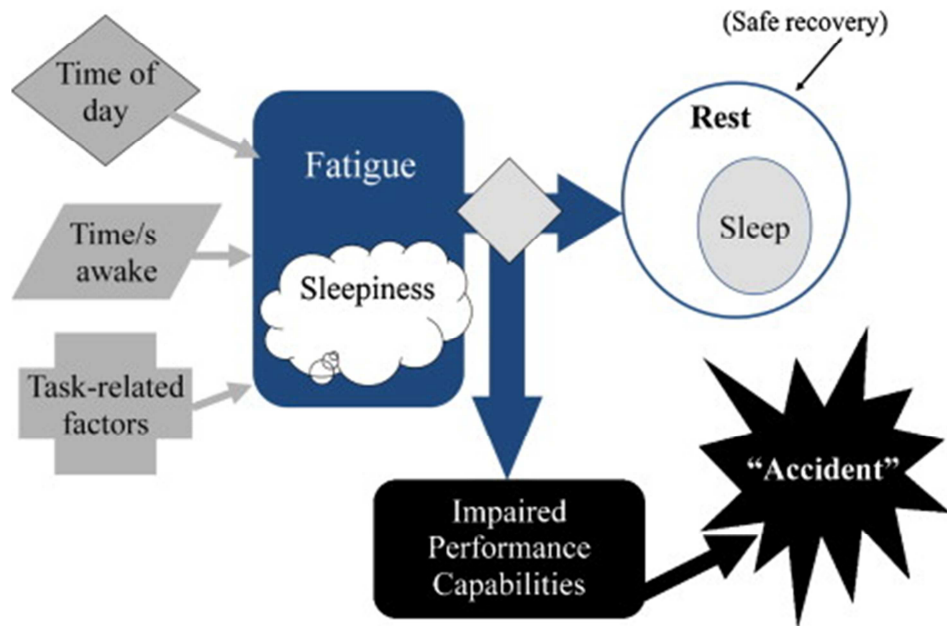 Time of
day
Time/s
awake
Task-related
factors
Fatigue
Sleepiness
(Safe recovery)
Rest
Sleep
Impaired
Performance
Capabilities
“Accident”